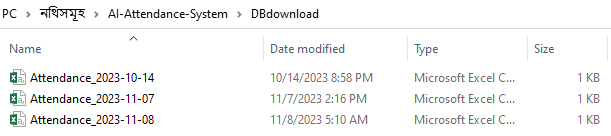 PC > নথিসমূহ > AI-Attendance-System > DBdownload
Name Date modified Type Size
Attendance_2023-10-14 10/14/2023 8:58 PM Microsoft Excel C... 1 KB
Attendance_2023-11-07 11/7/2023 2:16 PM Microsoft Excel C... 1 KB
Attendance_2023-11-08 11/8/2023 5:10 AM Microsoft Excel C... 1 KB